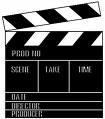 PROD NO
SCENE TAKE TIME
DATE
DIRECTOR
PRODUCER